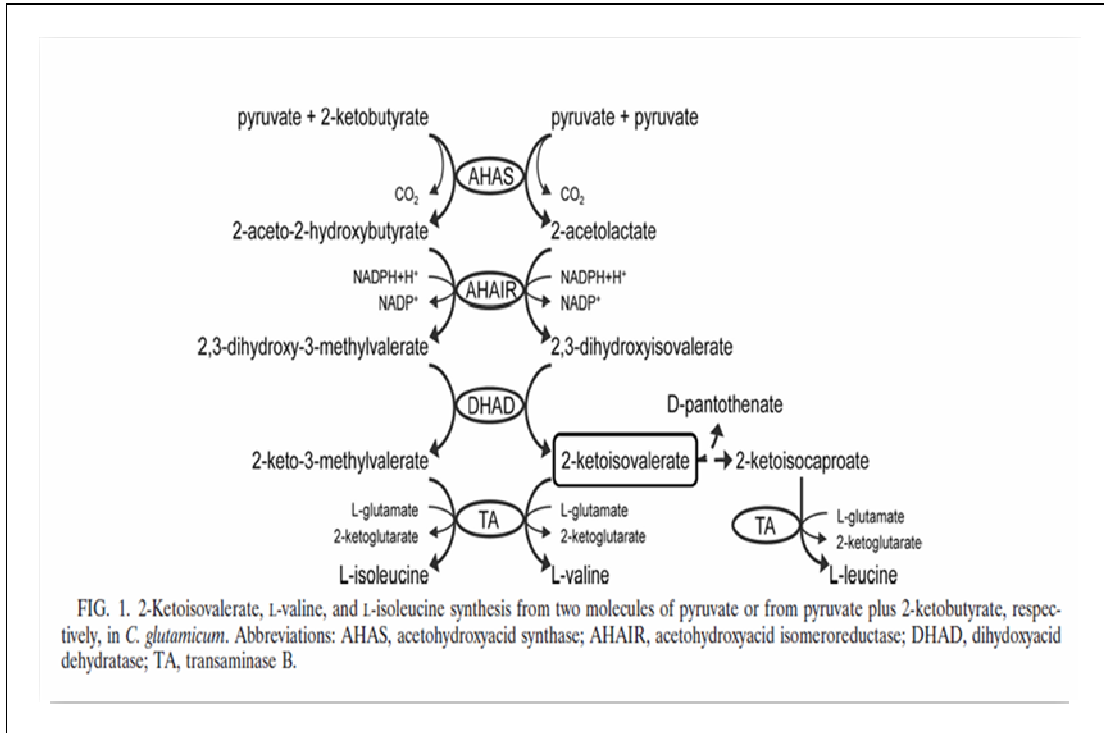 pyruvate + 2-ketobutyrate pyruvate + pyruvate
AHAS
CO₂ CO₂
2-aceto-2-hydroxybutyrate 2-acetolactate
NADPH+H⁺ NADPH+H⁺
AHAIR
NADP⁺ NADP⁺
2,3-dihydroxy-3-methylvalerate 2,3-dihydroxyisovalerate
DHAD D-pantothenate
2-keto-3-methylvalerate 2-ketoisovalerate 2-ketoisocaproate
L-glutamate L-glutamate L-glutamate
TA TA
2-ketoglutarate 2-ketoglutarate 2-ketoglutarate
L-isoleucine L-valine L-leucine
FIG. 1. 2-Ketoisovalerate, L-valine, and L-isoleucine synthesis from two molecules of pyruvate or from pyruvate plus 2-ketobutyrate, respec-
tively, in C. glutamicum. Abbreviations: AHAS, acetohydroxyacid synthase; AHAIR, acetohydroxyacid isomeroreductase; DHAD, dihydoxyacid
dehydratase; TA, transaminase B.